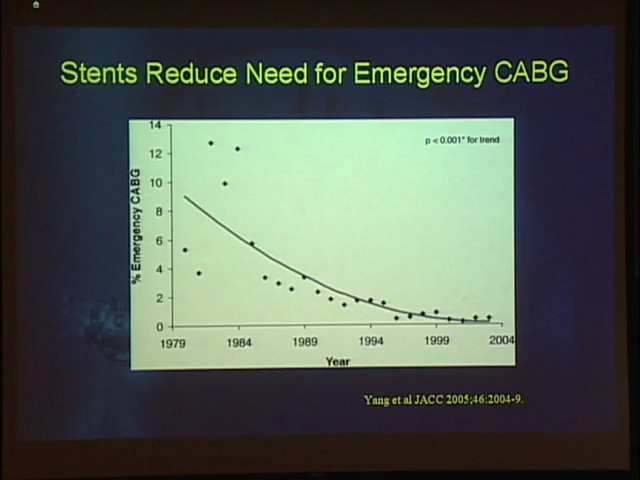 Stents Reduce Need for Emergency CABG
p < 0.001* for trend
14
12
10
8
6
4
2
0
% Emergency CABG
1979 1984 1989 1994 1999 2004
Year
Yang et al JACC 2005;46:2004-9.